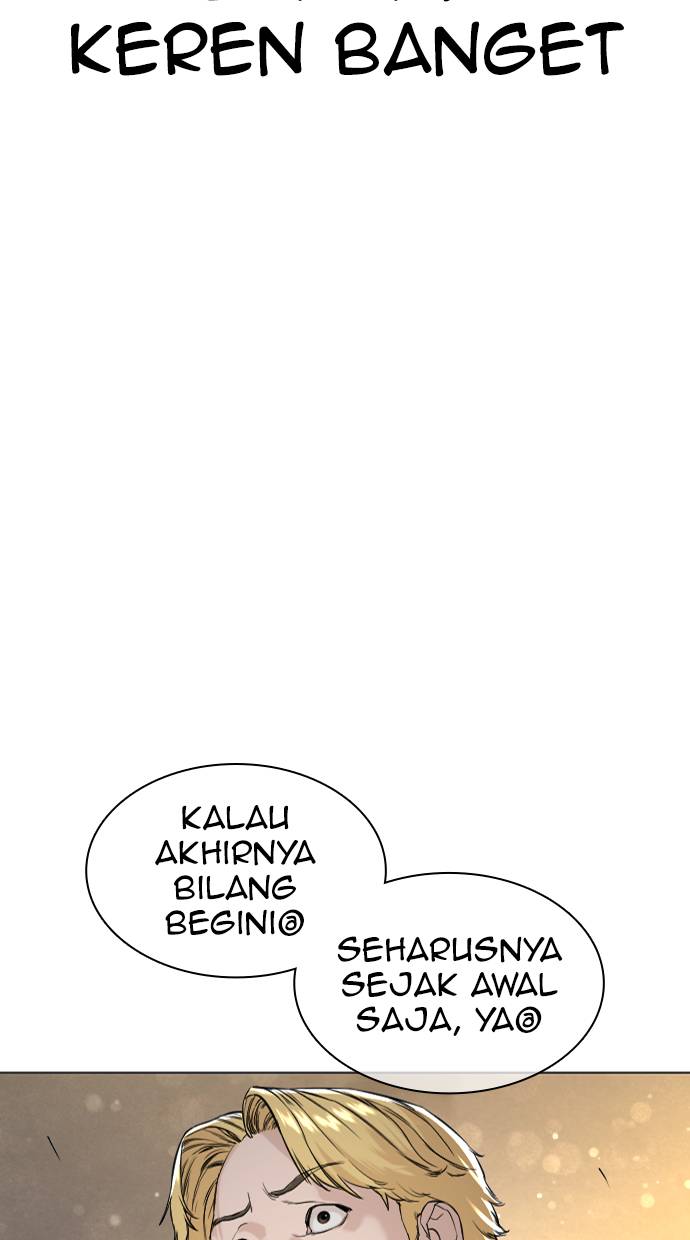 KEREN BANGET
KALAU
AKHIRNYA
BILANG
BEGINI@
SEHARUSNYA
SEJAK AWAL
SAJA, YA@